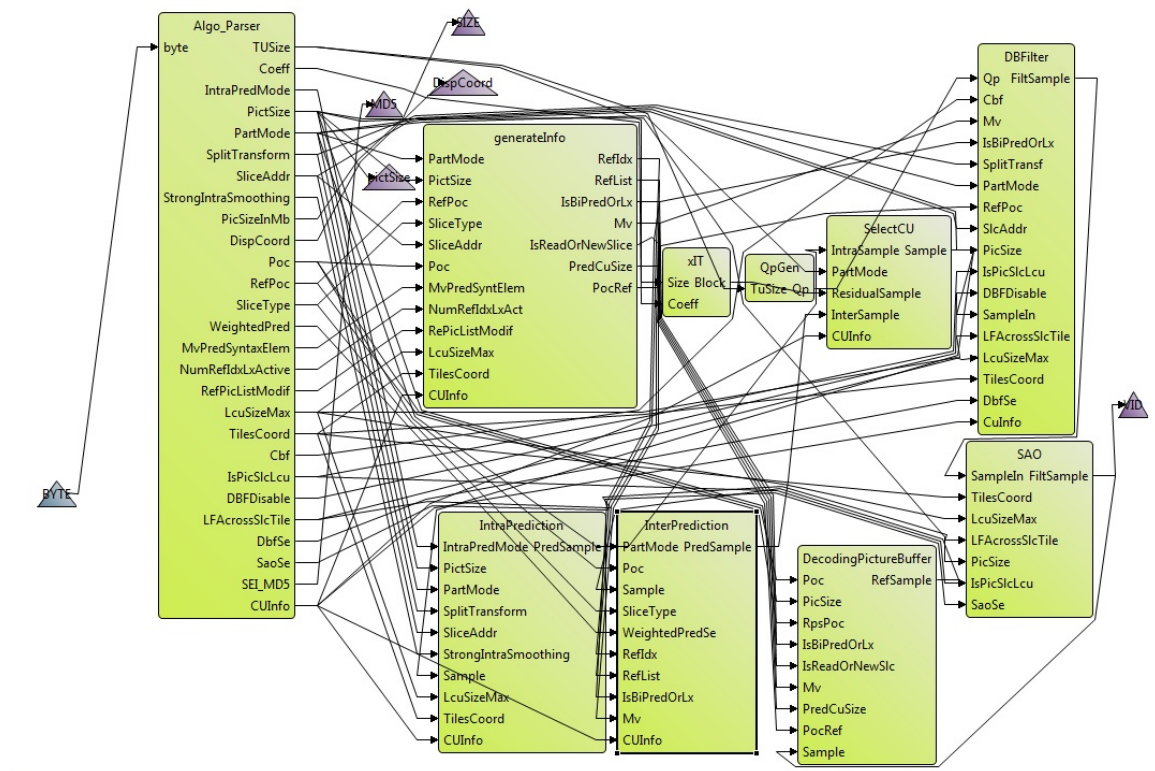 SIZE
DispCoord
MD5
PictSize
BYTE
VID
Algo_Parser
byte TUSize
Coeff
IntraPredMode
PictSize
PartMode
SplitTransform
SliceAddr
StrongIntraSmoothing
PicSizeInMb
DispCoord
Poc
RefPoc
SliceType
WeightedPred
MvPredSyntaxElem
NumRefIdxLxActive
RefPicListModif
LcuSizeMax
TilesCoord
Cbf
IsPicSlcLcu
DBFDisable
LFAcrossSlcTile
DbfSe
SaoSe
SEI_MD5
CUInfo
generateInfo
PartMode RefIdx
PictSize RefList
RefPoc IsBiPredOrLx
SliceType Mv
SliceAddr IsReadOrNewSlice
Poc PredCuSize
MvPredSyntElem PocRef
NumRefIdxLxAct
RePicListModif
LcuSizeMax
TilesCoord
CUInfo
xIT
Size Block
Coeff
QpGen
TuSize Qp
SelectCU
IntraSample Sample
PartMode
ResidualSample
InterSample
CUInfo
DBFilter
Qp FiltSample
Cbf
Mv
IsBiPredOrLx
SplitTransf
PartMode
RefPoc
SlcAddr
PicSize
IsPicSlcLcu
DBFDisable
SampleIn
LFAcrossSlcTile
LcuSizeMax
TilesCoord
DbfSe
CuInfo
SAO
SampleIn FiltSample
TilesCoord
LcuSizeMax
LFAcrossSlcTile
PicSize
IsPicSlcLcu
SaoSe
IntraPrediction
IntraPredMode PredSample
PictSize
PartMode
SplitTransform
SliceAddr
StrongIntraSmoothing
Sample
LcuSizeMax
TilesCoord
CUInfo
InterPrediction
PartMode PredSample
Poc
Sample
SliceType
WeightedPredSe
RefIdx
RefList
IsBiPredOrLx
Mv
CUInfo
DecodingPictureBuffer
Poc RefSample
PicSize
RpsPoc
IsBiPredOrLx
IsReadOrNewSlc
Mv
PredCuSize
PocRef
Sample